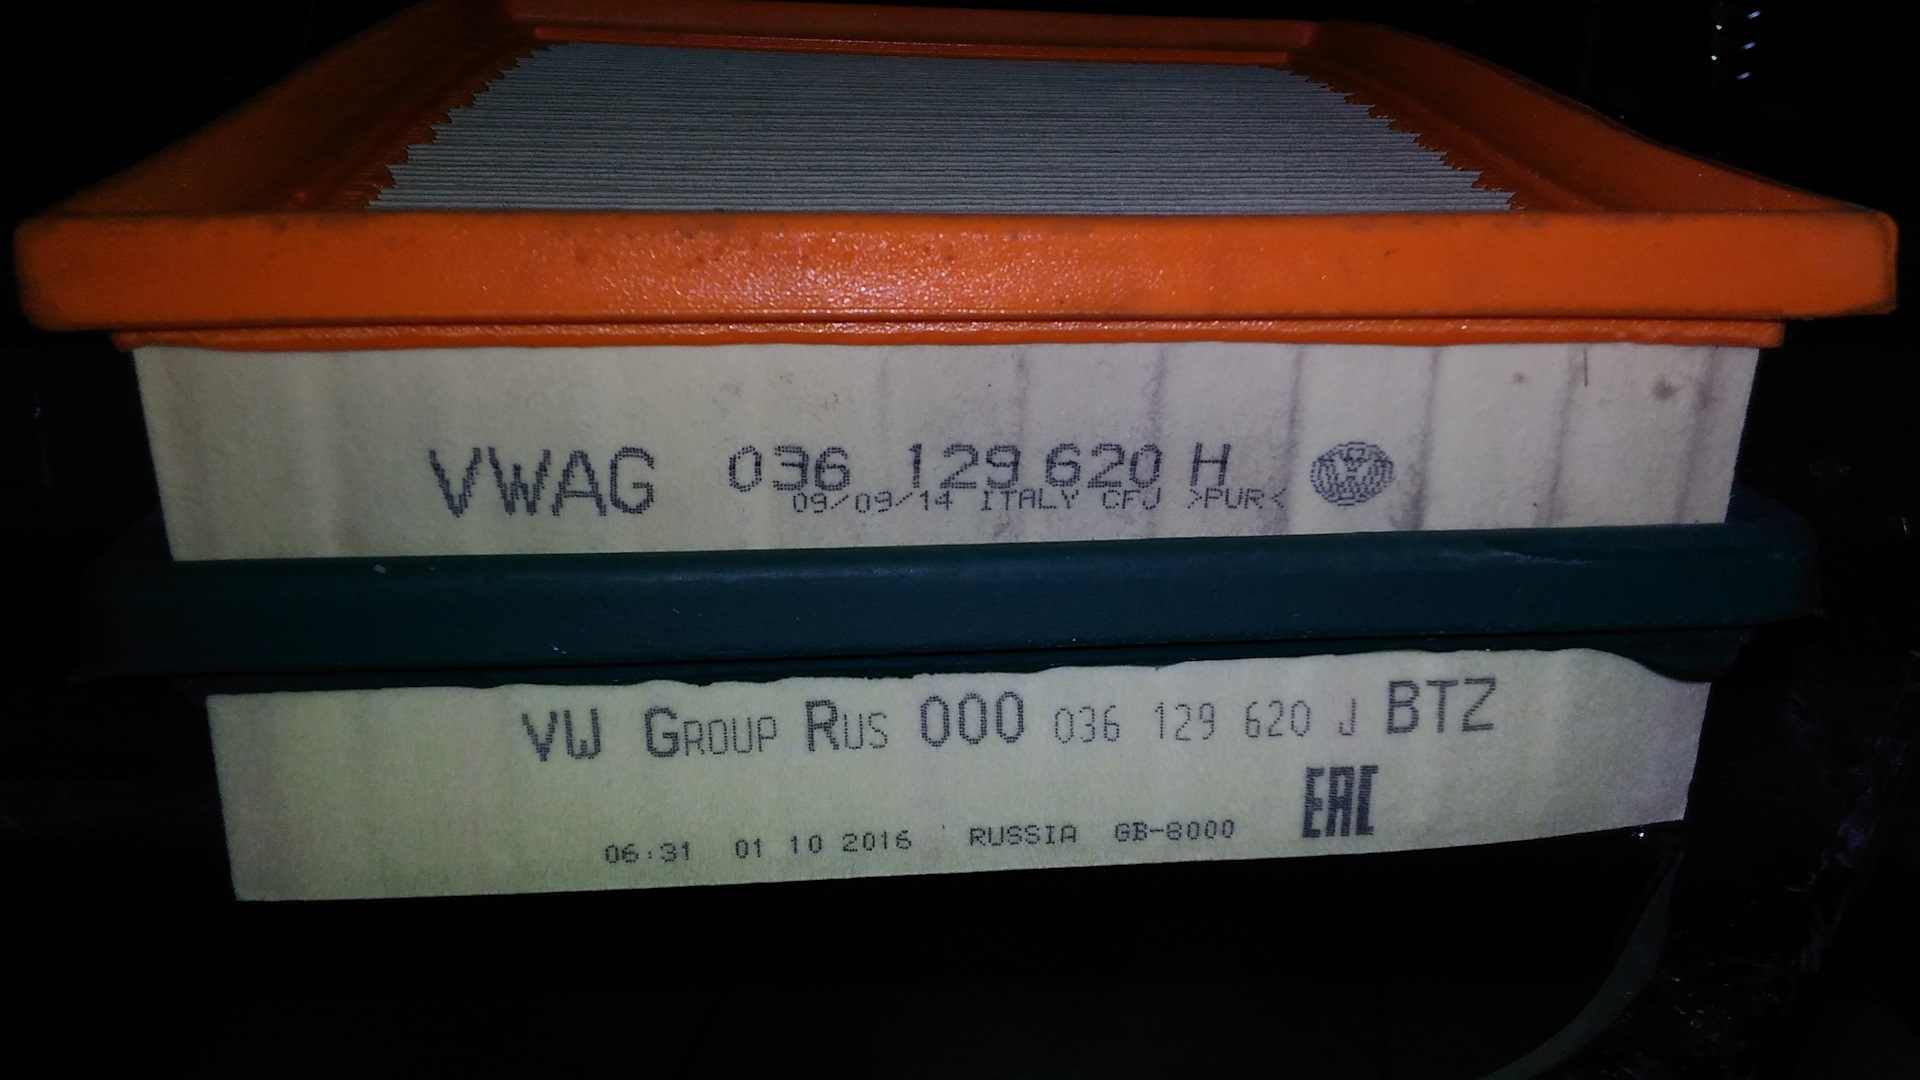 VWAG 036 129 620 H
09/09/14 ITALY CFJ >PUR<
VW GROUP RUS 000 036 129 620 J BTZ
EAC
06:31 01 10 2016 RUSSIA GB-8000